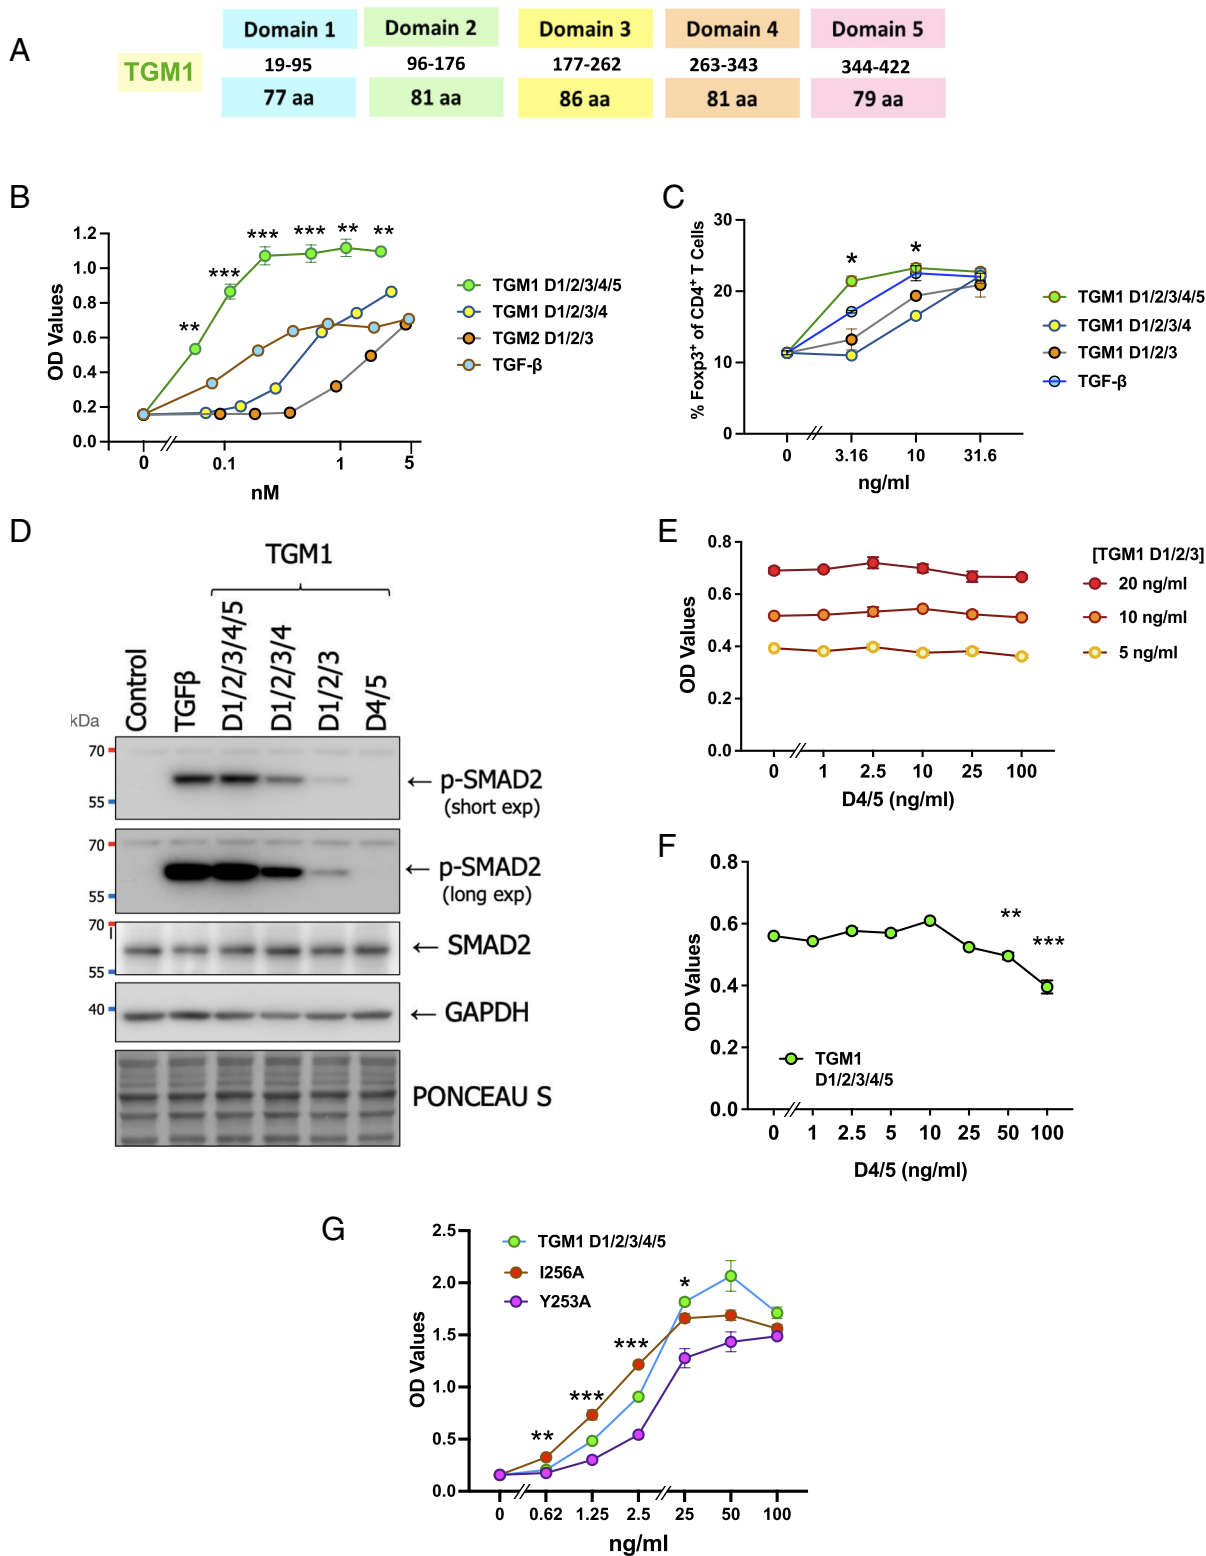 A
TGM1
Domain 1 Domain 2 Domain 3 Domain 4 Domain 5
19-95 96-176 177-262 263-343 344-422
77 aa 81 aa 86 aa 81 aa 79 aa
B
OD Values
1.2
1.0
0.8
0.6
0.4
0.2
0.0
** *** *** *** ** **
0 0.1 1 5
nM
TGM1 D1/2/3/4/5
TGM1 D1/2/3/4
TGM2 D1/2/3
TGF-β
C
% Foxp3⁺ of CD4⁺ T Cells
30
20
10
0
* *
0 3.16 10 31.6
ng/ml
TGM1 D1/2/3/4/5
TGM1 D1/2/3/4
TGM1 D1/2/3
TGF-β
D
TGM1
Control
TGFβ
D1/2/3/4/5
D1/2/3/4
D1/2/3
D4/5
kDa
70
55
← p-SMAD2
(short exp)
70
55
← p-SMAD2
(long exp)
70
55
← SMAD2
40
← GAPDH
PONCEAU S
E
OD Values
0.8
0.6
0.4
0.2
0.0
0 1 2.5 10 25 100
D4/5 (ng/ml)
[TGM1 D1/2/3]
20 ng/ml
10 ng/ml
5 ng/ml
F
OD Values
0.8
0.6
0.4
0.2
0.0
**
***
TGM1
D1/2/3/4/5
0 1 2.5 5 10 25 50 100
D4/5 (ng/ml)
G
OD Values
2.5
2.0
1.5
1.0
0.5
0.0
TGM1 D1/2/3/4/5
I256A
Y253A
** *** *** *
0 0.62 1.25 2.5 25 50 100
ng/ml